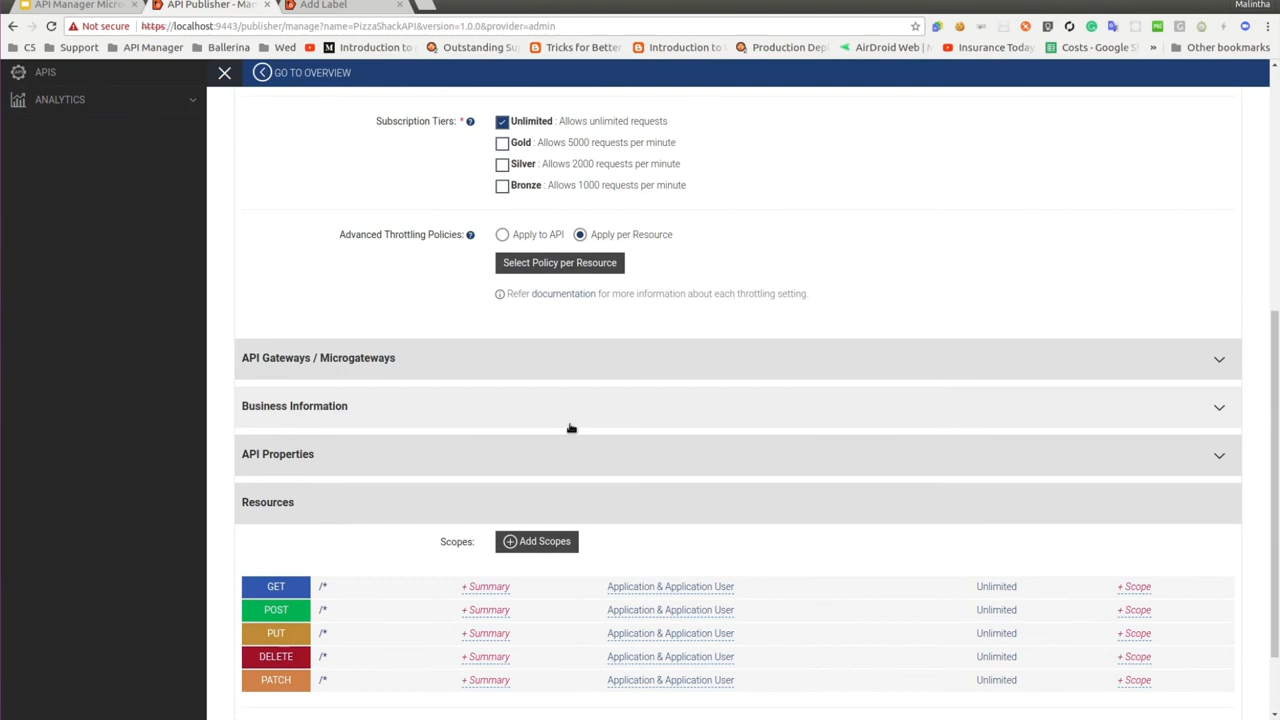 API Manager Micro
API Publisher - Manage
Add Label
Malintha
Not secure
https://localhost:9443/publisher/manage?name=PizzaShackAPI&version=1.0.0&provider=admin
C5
Support
API Manager
Ballerina
Wed
Introduction to
Outstanding Su
Tricks for Better
Introduction to
Production Dep
AirDroid Web |
Insurance Today
Costs - Google S
»
Other bookmarks
APIS
ANALYTICS
GO TO OVERVIEW
Subscription Tiers: *
Unlimited : Allows unlimited requests
Gold : Allows 5000 requests per minute
Silver : Allows 2000 requests per minute
Bronze : Allows 1000 requests per minute
Advanced Throttling Policies:
Apply to API
Apply per Resource
Select Policy per Resource
Refer documentation for more information about each throttling setting.
API Gateways / Microgateways
Business Information
API Properties
Resources
Scopes:
Add Scopes
GET /* + Summary Application & Application User Unlimited + Scope
POST /* + Summary Application & Application User Unlimited + Scope
PUT /* + Summary Application & Application User Unlimited + Scope
DELETE /* + Summary Application & Application User Unlimited + Scope
PATCH /* + Summary Application & Application User Unlimited + Scope